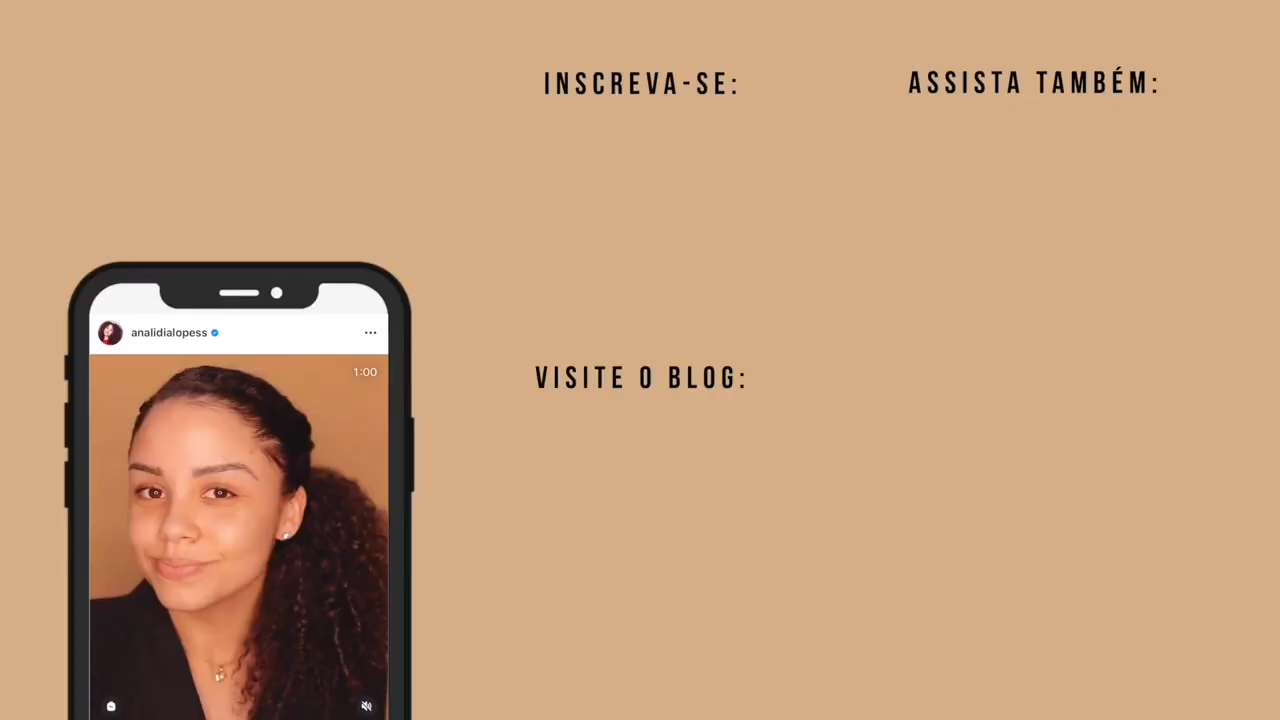 INSCREVA-SE:
ASSISTA TAMBÉM:
analidialopess
1:00
VISITE O BLOG: